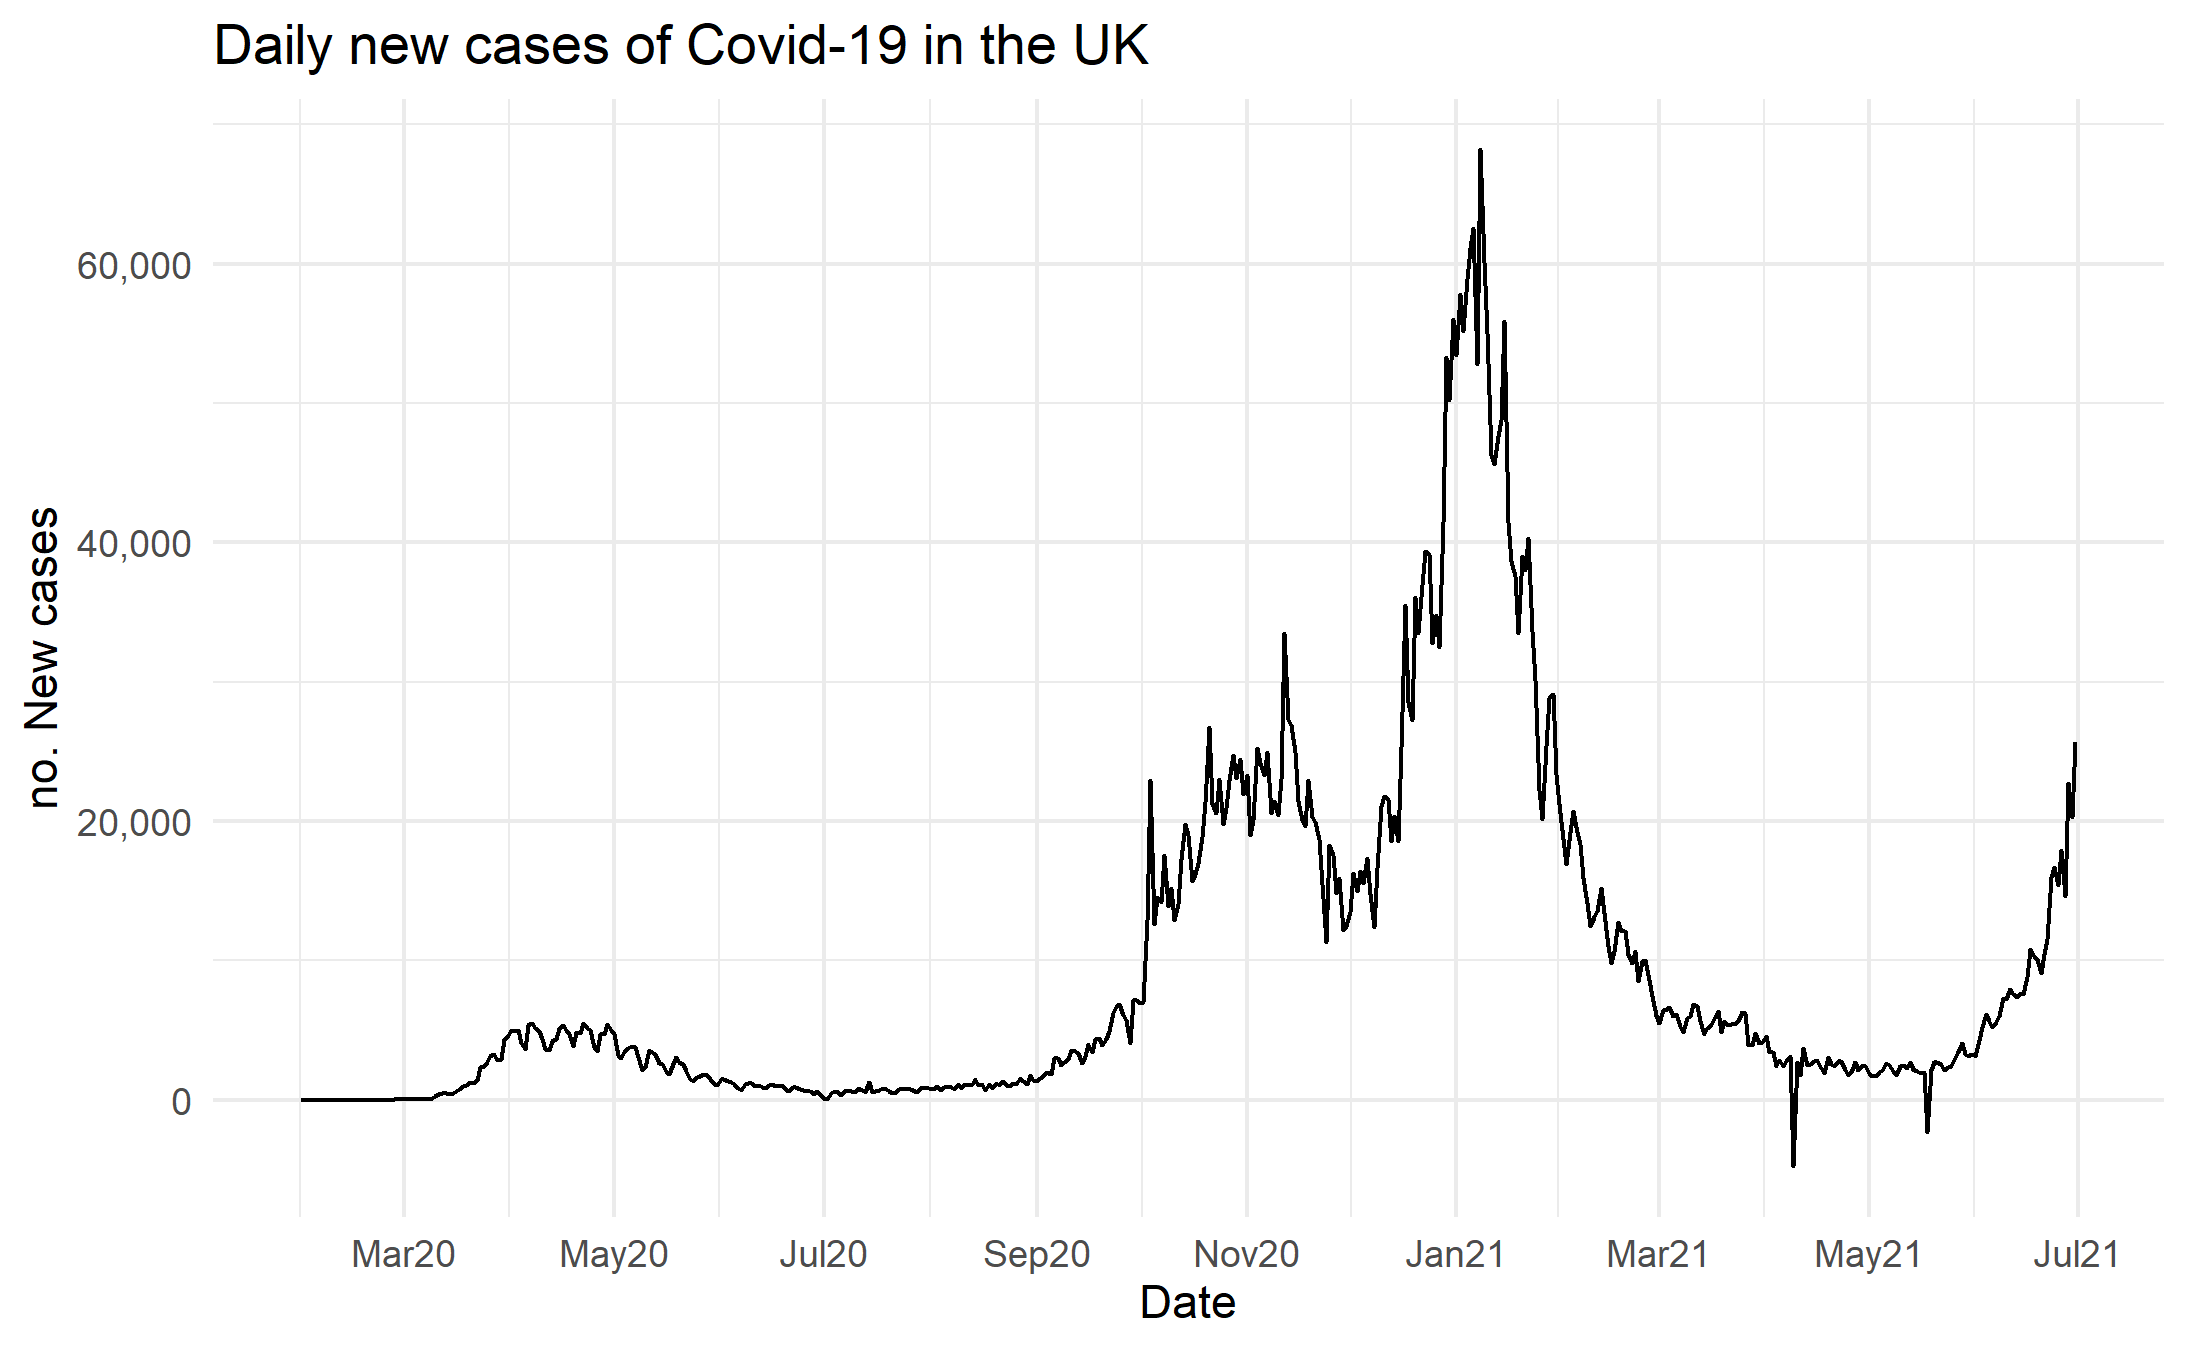 Daily new cases of Covid-19 in the UK
no. New cases
60,000
40,000
20,000
0
Mar20 May20 Jul20 Sep20 Nov20 Jan21 Mar21 May21 Jul21
Date